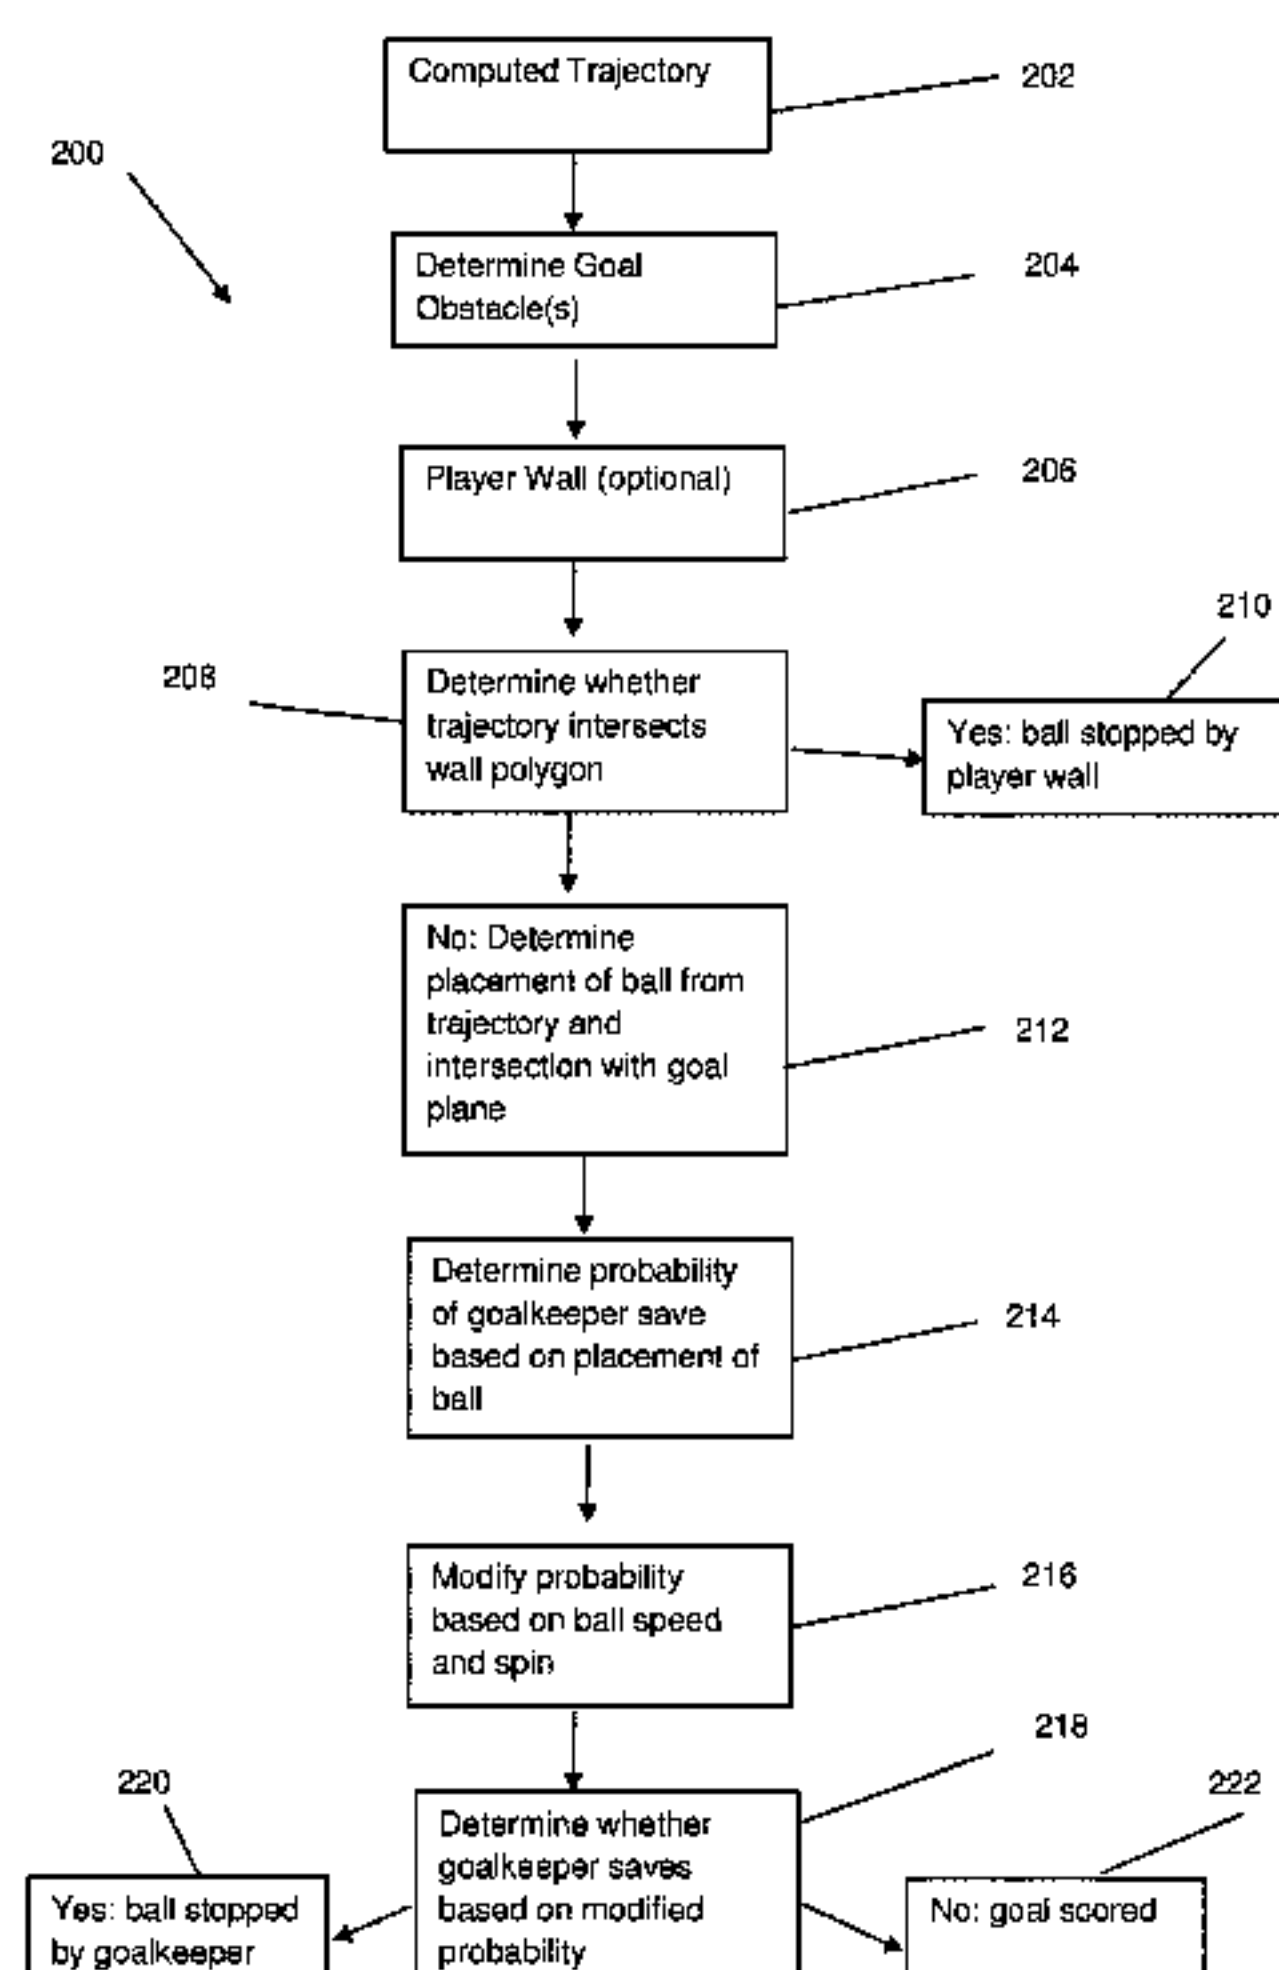 Computed Trajectory
202
200
Determine Goal
Obstacle(s)
204
Player Wall (optional)
206
210
208
Determine whether
trajectory intersects
wall polygon
Yes: ball stopped by
player wall
No: Determine
placement of ball from
trajectory and
intersection with goal
plane
212
Determine probability
of goalkeeper save
based on placement of
ball
214
Modify probability
based on ball speed
and spin
216
218
220
222
Determine whether
goalkeeper saves
based on modified
probability
Yes: ball stopped
by goalkeeper
No: goal scored